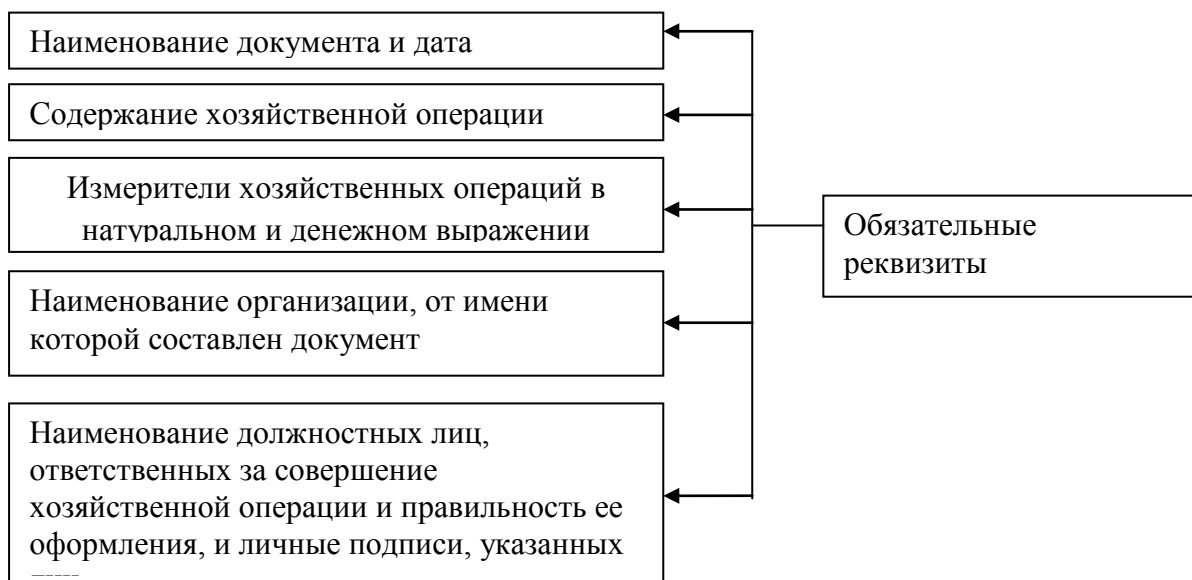 Наименование документа и дата
Содержание хозяйственной операции
Измерители хозяйственных операций в
натуральном и денежном выражении
Наименование организации, от имени
которой составлен документ
Наименование должностных лиц,
ответственных за совершение
хозяйственной операции и правильность ее
оформления, и личные подписи, указанных
Обязательные
реквизиты